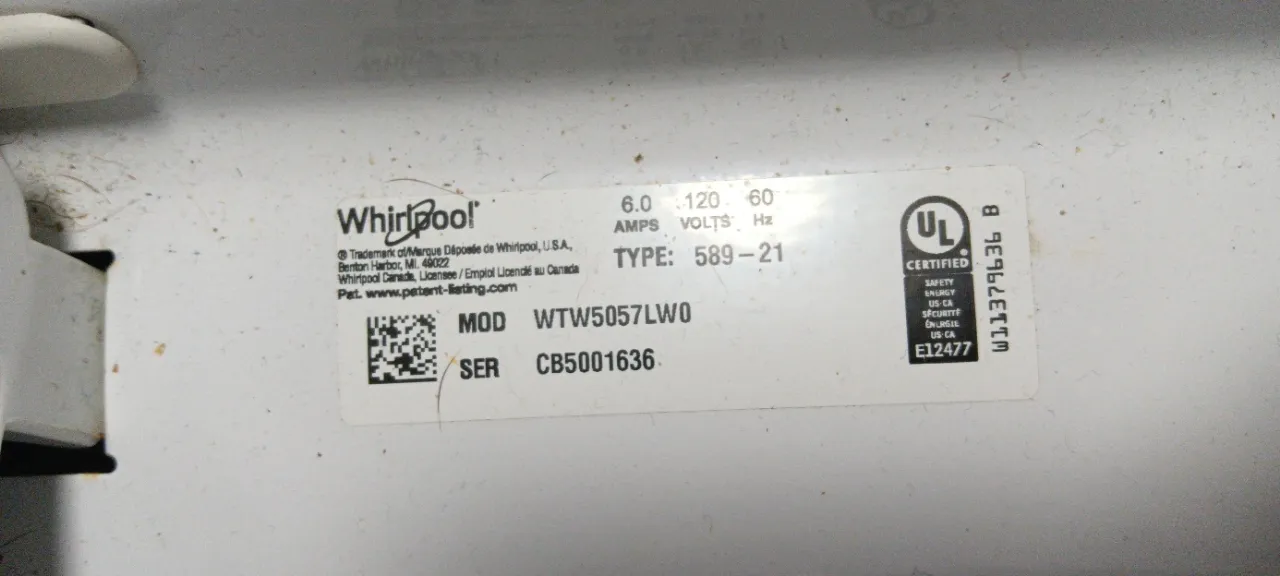 Whirlpool®
® Trademark of/Marque Déposée de Whirlpool, U.S.A.,
Benton Harbor, MI. 49022
Whirlpool Canada, Licensee / Emploi Licencié au Canada
Pat. www.patent-listing.com
6.0 120 60
AMPS VOLTS Hz
TYPE: 589-21
MOD WTW5057LW0
SER CB5001636
UL
CERTIFIED
SAFETY
ENERGY
US-CA
SÉCURITÉ
ÉNERGIE
US-CA
E12477
W11379636 B